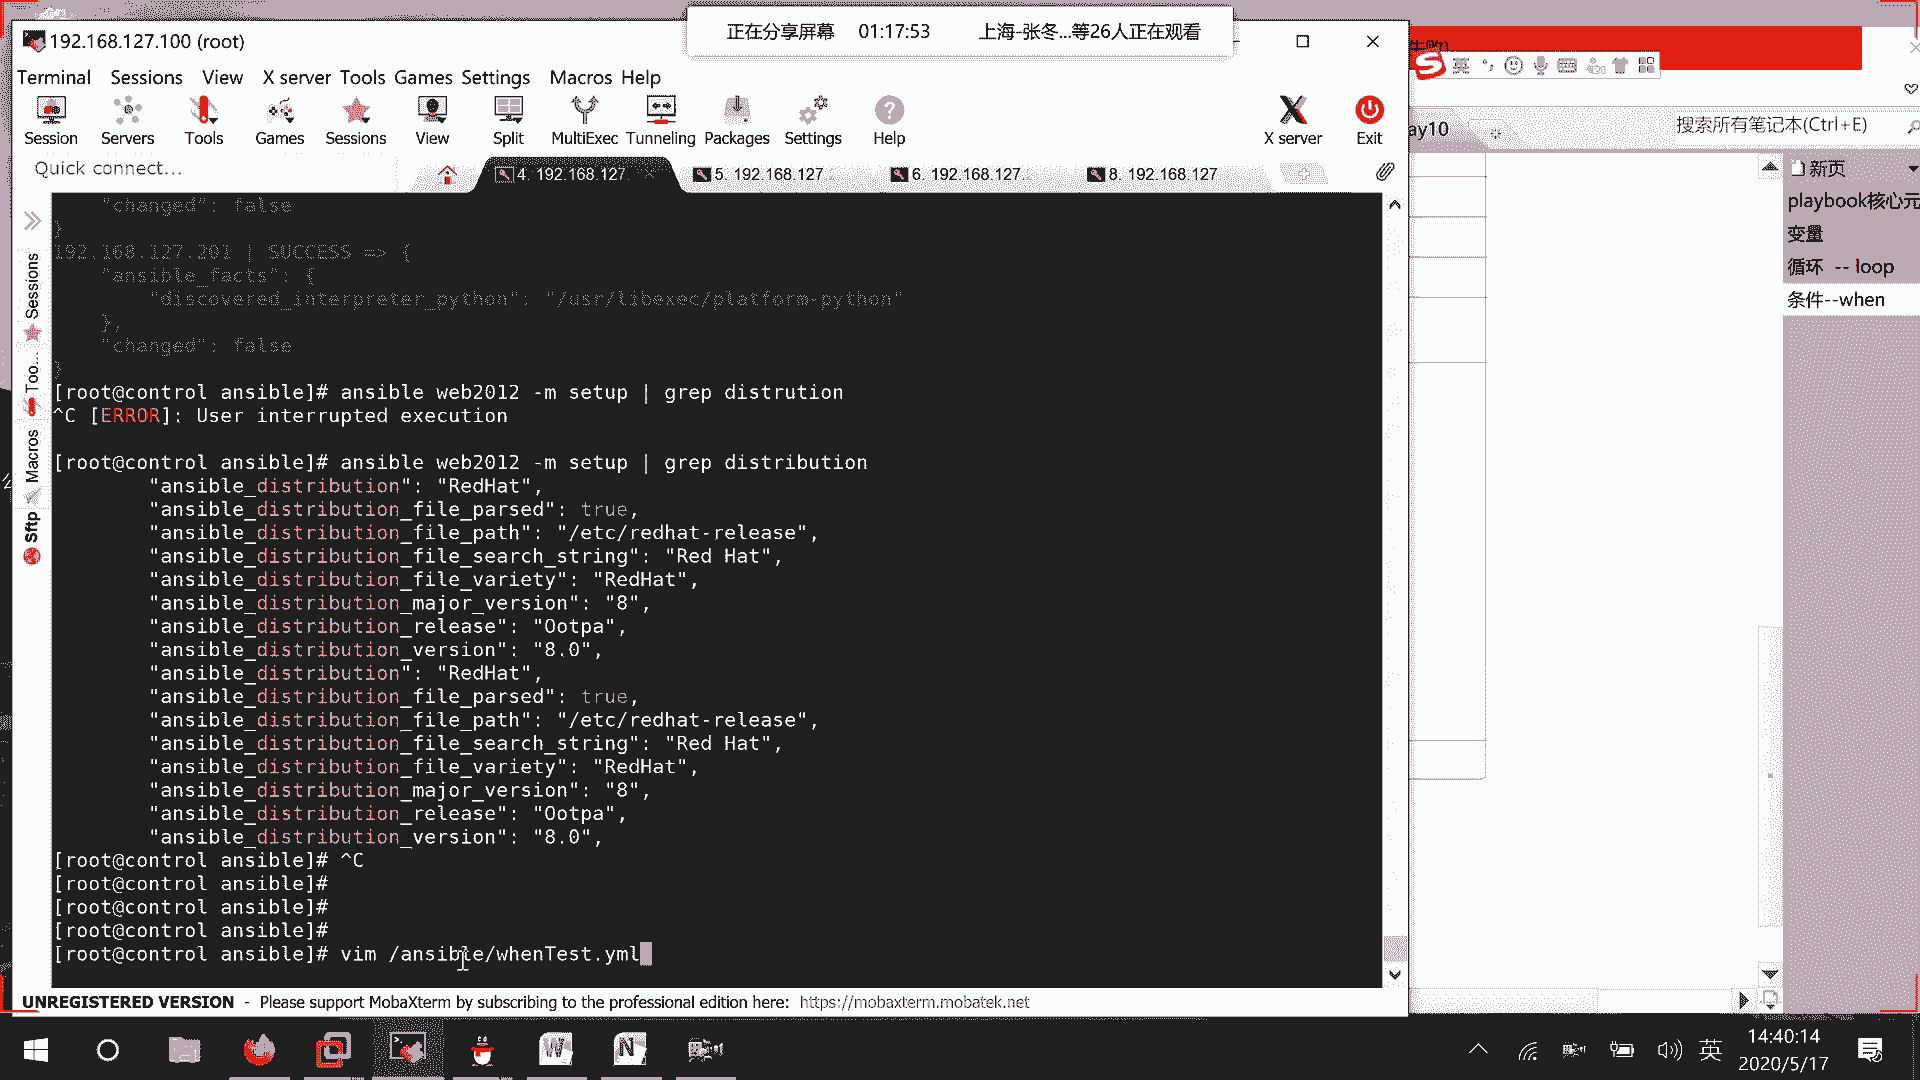 正在分享屏幕 01:17:53 上海-张冬...等26人正在观看
192.168.127.100 (root)
Terminal Sessions View X server Tools Games Settings Macros Help
Session Servers Tools Games Sessions View Split MultiExec Tunneling Packages Settings Help X server Exit
英
ay10
搜索所有笔记本(Ctrl+E)
Quick connect...
4. 192.168.127.
5. 192.168.127.
6. 192.168.127.
8. 192.168.127.
新页
playbook核心元
变量
循环 -- loop
条件--when
Sessions
Too...
Macros
Sftp
"changed": false
}
192.168.127.201 | SUCCESS => {
"ansible_facts": {
"discovered_interpreter_python": "/usr/libexec/platform-python"
},
"changed": false
}
[root@control ansible]# ansible web2012 -m setup | grep distrution
^C [ERROR]: User interrupted execution
[root@control ansible]# ansible web2012 -m setup | grep distribution
"ansible_distribution": "RedHat",
"ansible_distribution_file_parsed": true,
"ansible_distribution_file_path": "/etc/redhat-release",
"ansible_distribution_file_search_string": "Red Hat",
"ansible_distribution_file_variety": "RedHat",
"ansible_distribution_major_version": "8",
"ansible_distribution_release": "Ootpa",
"ansible_distribution_version": "8.0",
"ansible_distribution": "RedHat",
"ansible_distribution_file_parsed": true,
"ansible_distribution_file_path": "/etc/redhat-release",
"ansible_distribution_file_search_string": "Red Hat",
"ansible_distribution_file_variety": "RedHat",
"ansible_distribution_major_version": "8",
"ansible_distribution_release": "Ootpa",
"ansible_distribution_version": "8.0",
[root@control ansible]# ^C
[root@control ansible]#
[root@control ansible]#
[root@control ansible]#
[root@control ansible]# vim /ansible/whenTest.yml
UNREGISTERED VERSION - Please support MobaXterm by subscribing to the professional edition here: https://mobaxterm.mobatek.net
英
14:40:14
2020/5/17